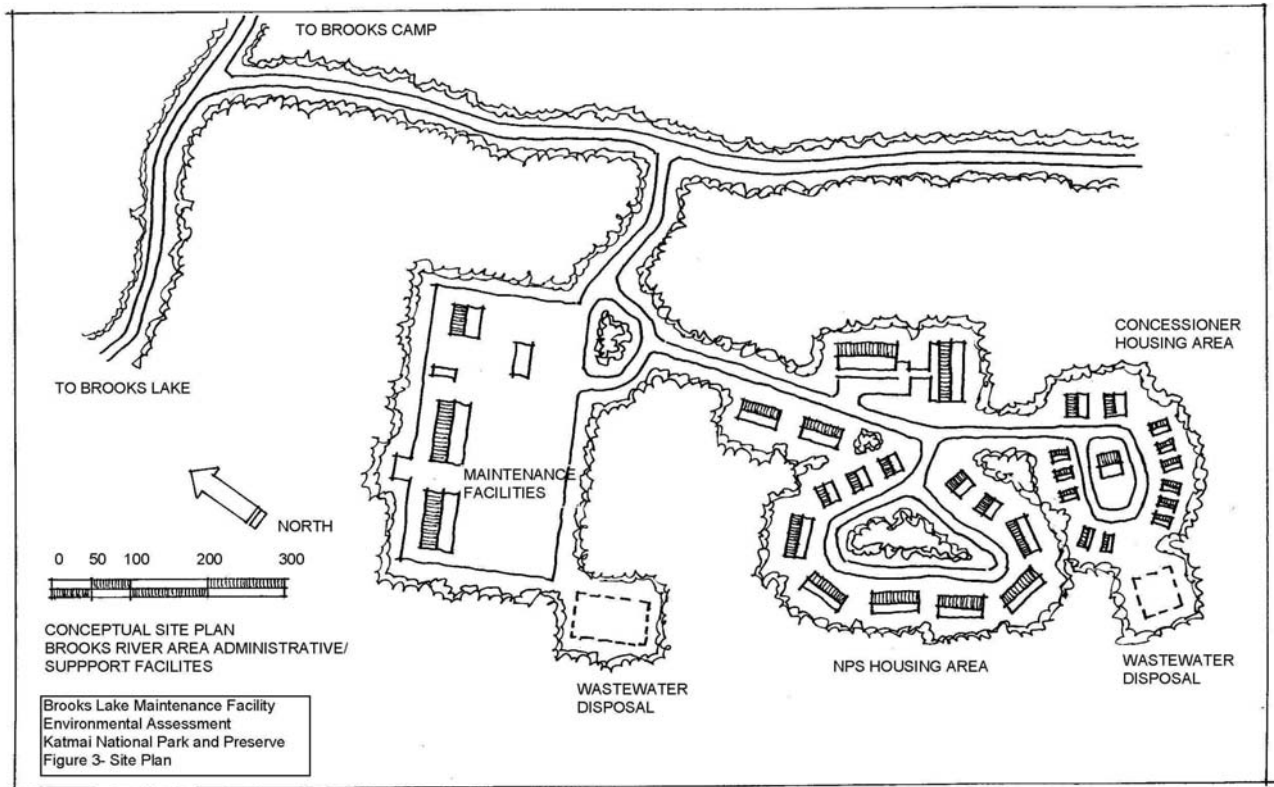 TO BROOKS CAMP
CONCESSIONER
HOUSING AREA
TO BROOKS LAKE
MAINTENANCE
FACILITIES
NORTH
0 50 100 200 300
CONCEPTUAL SITE PLAN
BROOKS RIVER AREA ADMINISTRATIVE/
SUPPPORT FACILITES
NPS HOUSING AREA
WASTEWATER
DISPOSAL
WASTEWATER
DISPOSAL
Brooks Lake Maintenance Facility
Environmental Assessment
Katmai National Park and Preserve
Figure 3- Site Plan